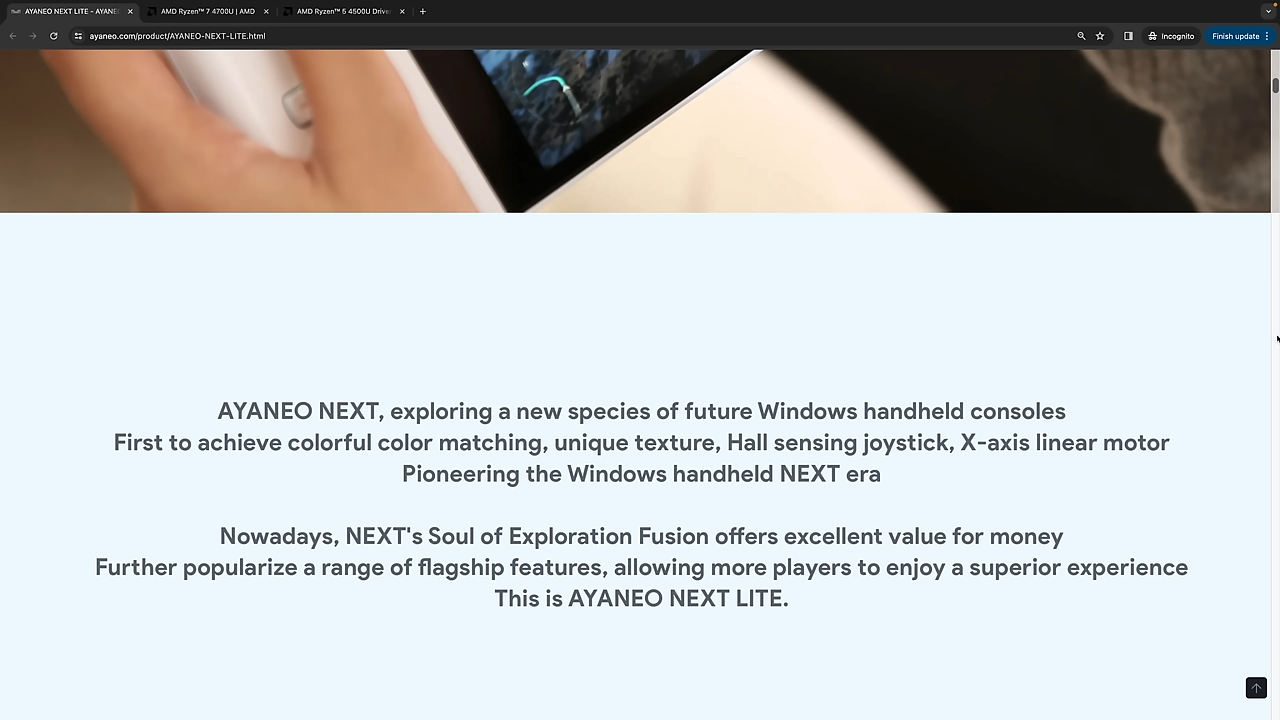 AYANEO NEXT LITE - AYANE
AMD Ryzen™ 7 4700U | AMD
AMD Ryzen™ 5 4500U Drive
ayaneo.com/product/AYANEO-NEXT-LITE.html
Incognito
Finish update
AYANEO NEXT, exploring a new species of future Windows handheld consoles
First to achieve colorful color matching, unique texture, Hall sensing joystick, X-axis linear motor
Pioneering the Windows handheld NEXT era
Nowadays, NEXT's Soul of Exploration Fusion offers excellent value for money
Further popularize a range of flagship features, allowing more players to enjoy a superior experience
This is AYANEO NEXT LITE.